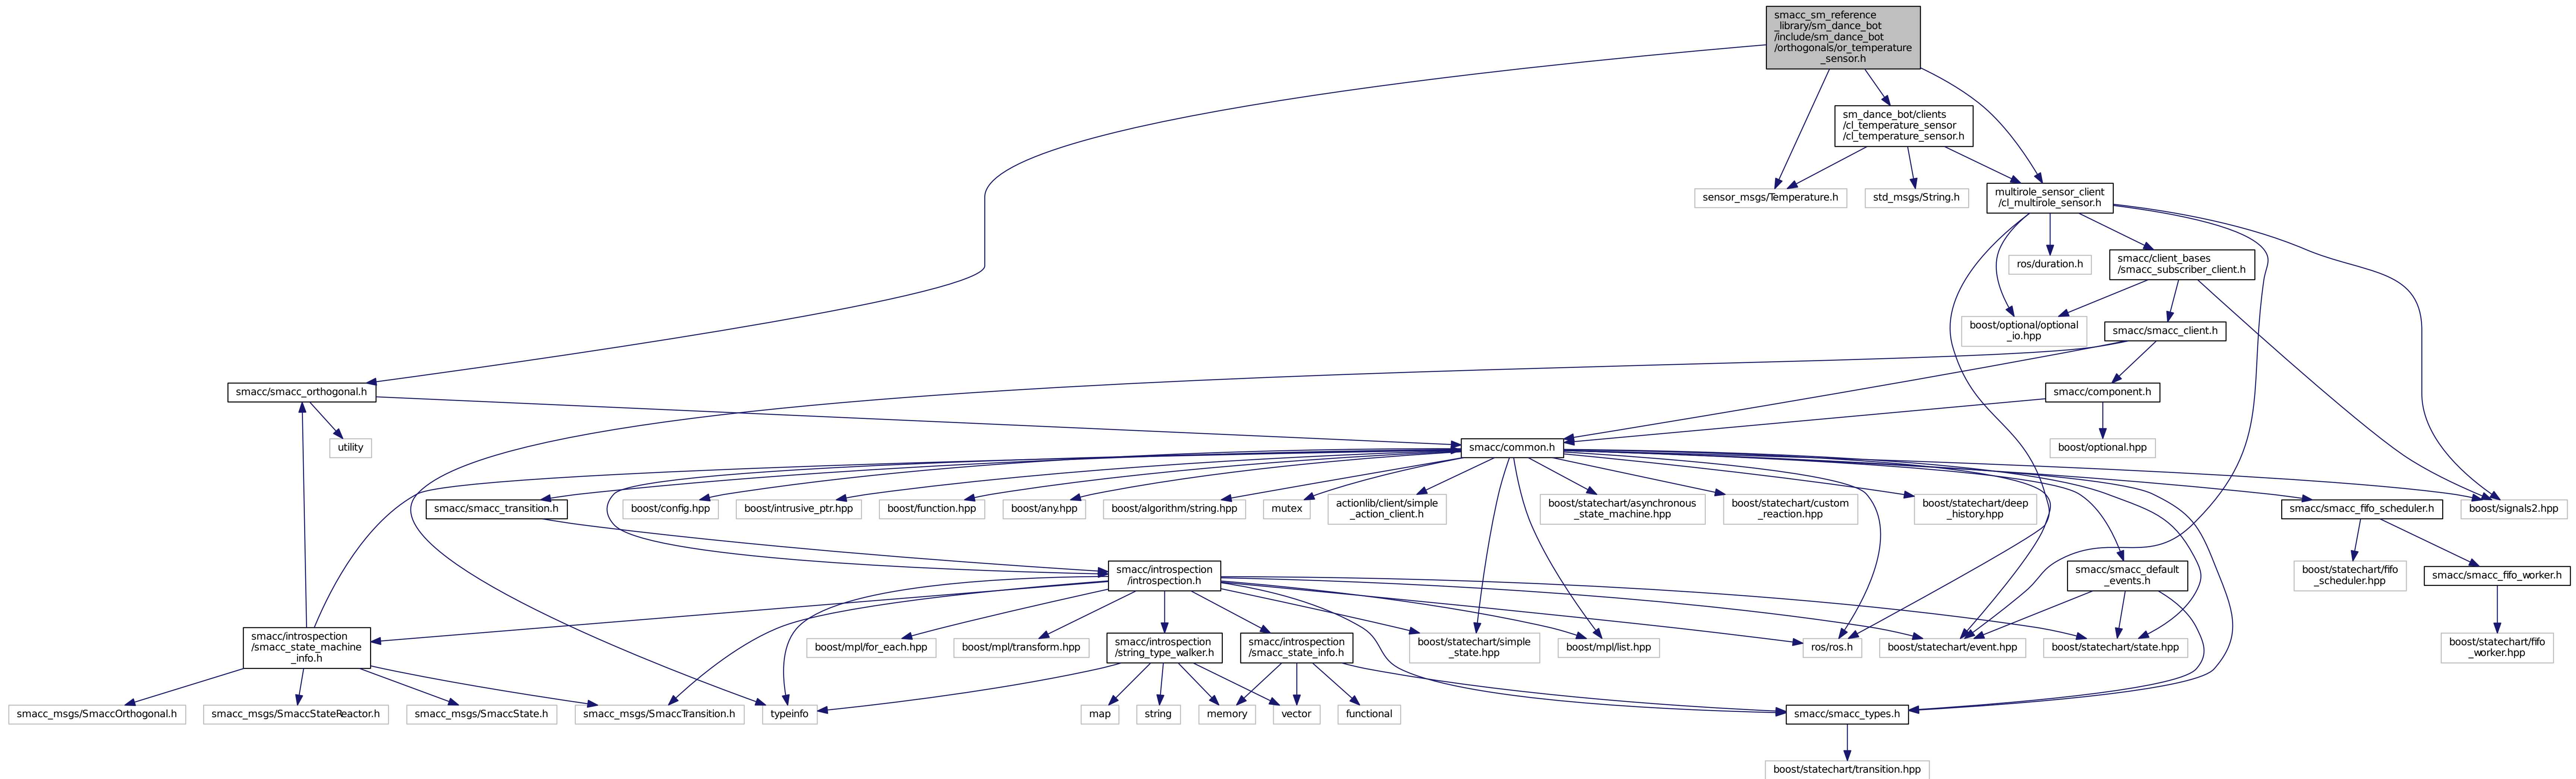 smacc_sm_reference
_library/sm_dance_bot
/include/sm_dance_bot
/orthogonals/or_temperature
_sensor.h
sm_dance_bot/clients
/cl_temperature_sensor
/cl_temperature_sensor.h
sensor_msgs/Temperature.h
std_msgs/String.h
multirole_sensor_client
/cl_multirole_sensor.h
ros/duration.h
smacc/client_bases
/smacc_subscriber_client.h
boost/optional/optional
_io.hpp
smacc/smacc_client.h
smacc/smacc_orthogonal.h
smacc/component.h
utility
smacc/common.h
boost/optional.hpp
smacc/smacc_transition.h
boost/config.hpp
boost/intrusive_ptr.hpp
boost/function.hpp
boost/any.hpp
boost/algorithm/string.hpp
mutex
actionlib/client/simple
_action_client.h
boost/statechart/asynchronous
_state_machine.hpp
boost/statechart/custom
_reaction.hpp
boost/statechart/deep
_history.hpp
smacc/smacc_fifo_scheduler.h
boost/signals2.hpp
smacc/introspection
/introspection.h
smacc/smacc_default
_events.h
boost/statechart/fifo
_scheduler.hpp
smacc/smacc_fifo_worker.h
smacc/introspection
/smacc_state_machine
_info.h
boost/mpl/for_each.hpp
boost/mpl/transform.hpp
smacc/introspection
/string_type_walker.h
smacc/introspection
/smacc_state_info.h
boost/statechart/simple
_state.hpp
boost/mpl/list.hpp
ros/ros.h
boost/statechart/event.hpp
boost/statechart/state.hpp
boost/statechart/fifo
_worker.hpp
smacc_msgs/SmaccOrthogonal.h
smacc_msgs/SmaccStateReactor.h
smacc_msgs/SmaccState.h
smacc_msgs/SmaccTransition.h
typeinfo
map
string
memory
vector
functional
smacc/smacc_types.h
boost/statechart/transition.hpp